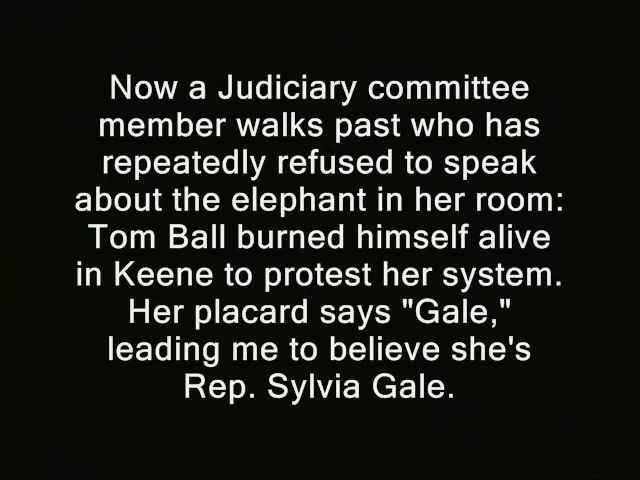 Now a Judiciary committee
member walks past who has
repeatedly refused to speak
about the elephant in her room:
Tom Ball burned himself alive
in Keene to protest her system.
Her placard says "Gale,"
leading me to believe she's
Rep. Sylvia Gale.